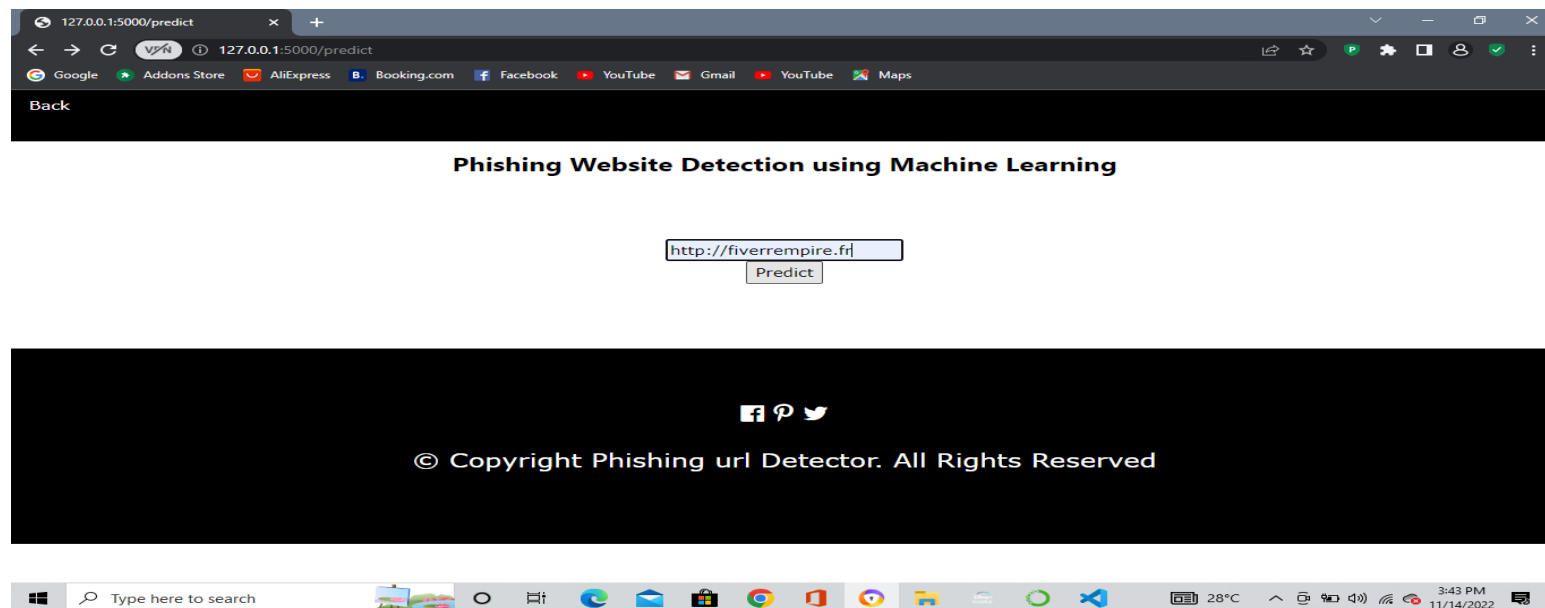 127.0.0.1:5000/predict
VPN 127.0.0.1:5000/predict
Google Addons Store AliExpress B. Booking.com Facebook YouTube Gmail YouTube Maps
Back
Phishing Website Detection using Machine Learning
http://fiverrempire.fr
Predict
© Copyright Phishing url Detector. All Rights Reserved
Type here to search 28°C 3:43 PM
11/14/2022